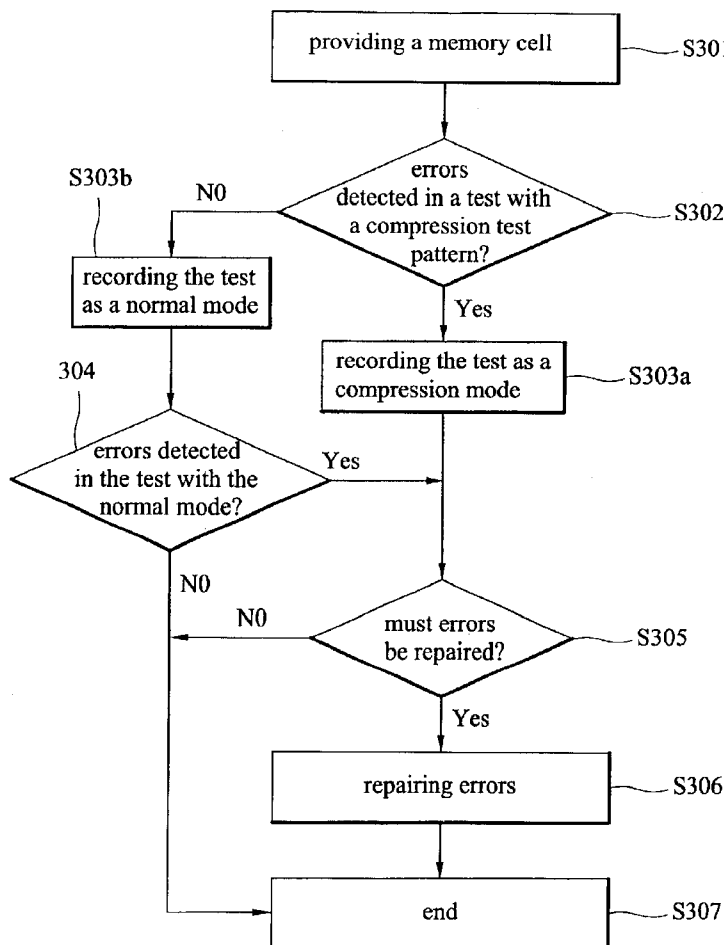 providing a memory cell
S301
errors
detected in a test with
a compression test
pattern?
S302
N0
S303b
recording the test
as a normal mode
Yes
recording the test as a
compression mode
S303a
304
errors detected
in the test with the
normal mode?
Yes
N0
N0
must errors
be repaired?
S305
Yes
repairing errors
S306
end
S307